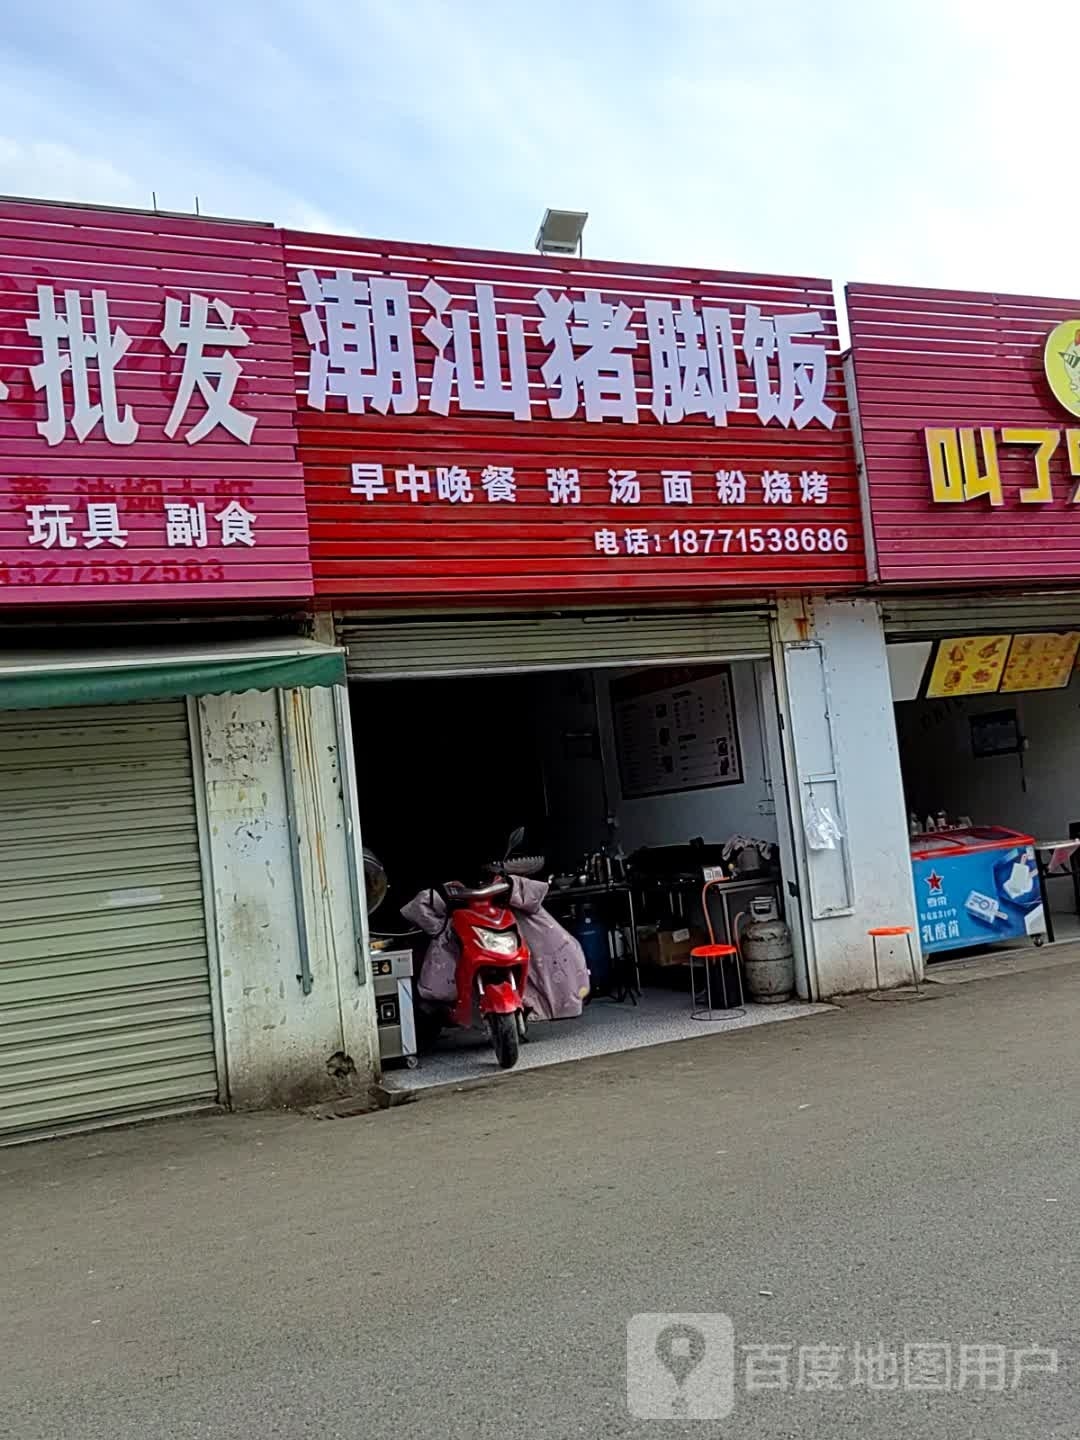 批发
玩具 副食
1327592583
潮汕猪脚饭
早中晚餐 粥 汤 面 粉 烧烤
电话:18771538686
叫了
乳酸菌
百度地图用户